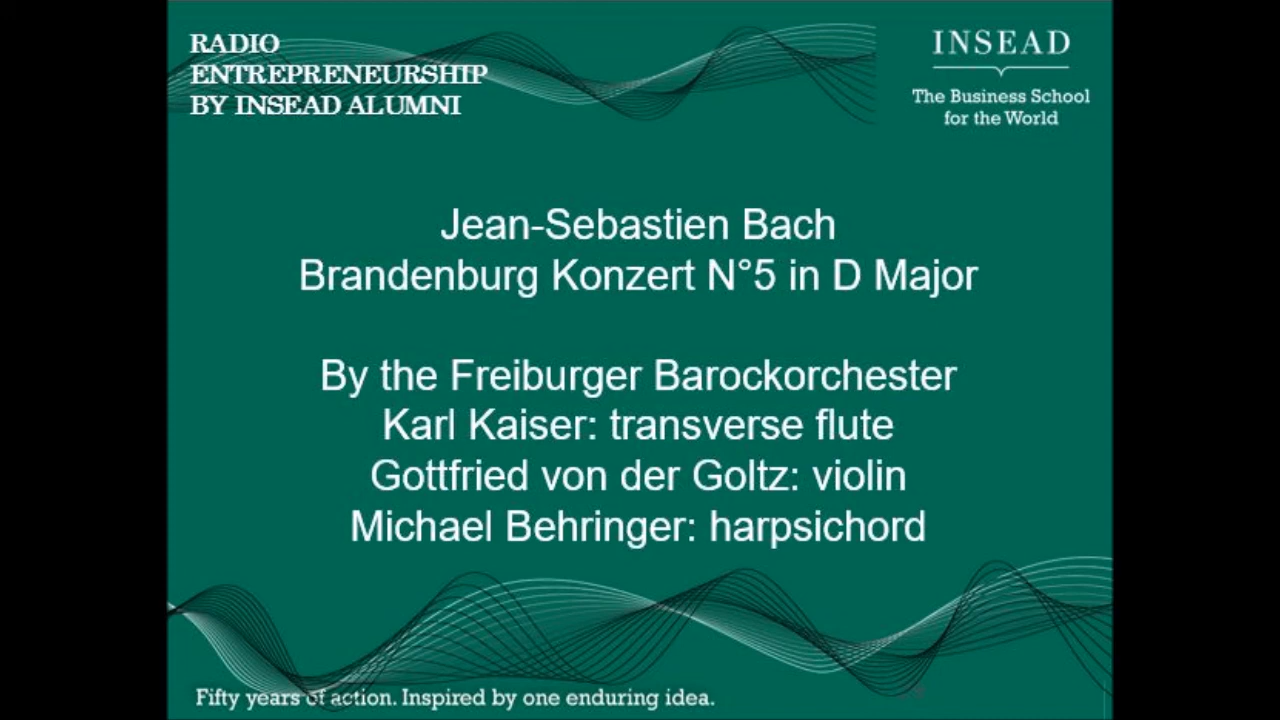 RADIO
ENTREPRENEURSHIP
BY INSEAD ALUMNI
INSEAD
The Business School
for the World
Jean-Sebastien Bach
Brandenburg Konzert N°5 in D Major
By the Freiburger Barockorchester
Karl Kaiser: transverse flute
Gottfried von der Goltz: violin
Michael Behringer: harpsichord
Fifty years of action. Inspired by one enduring idea.